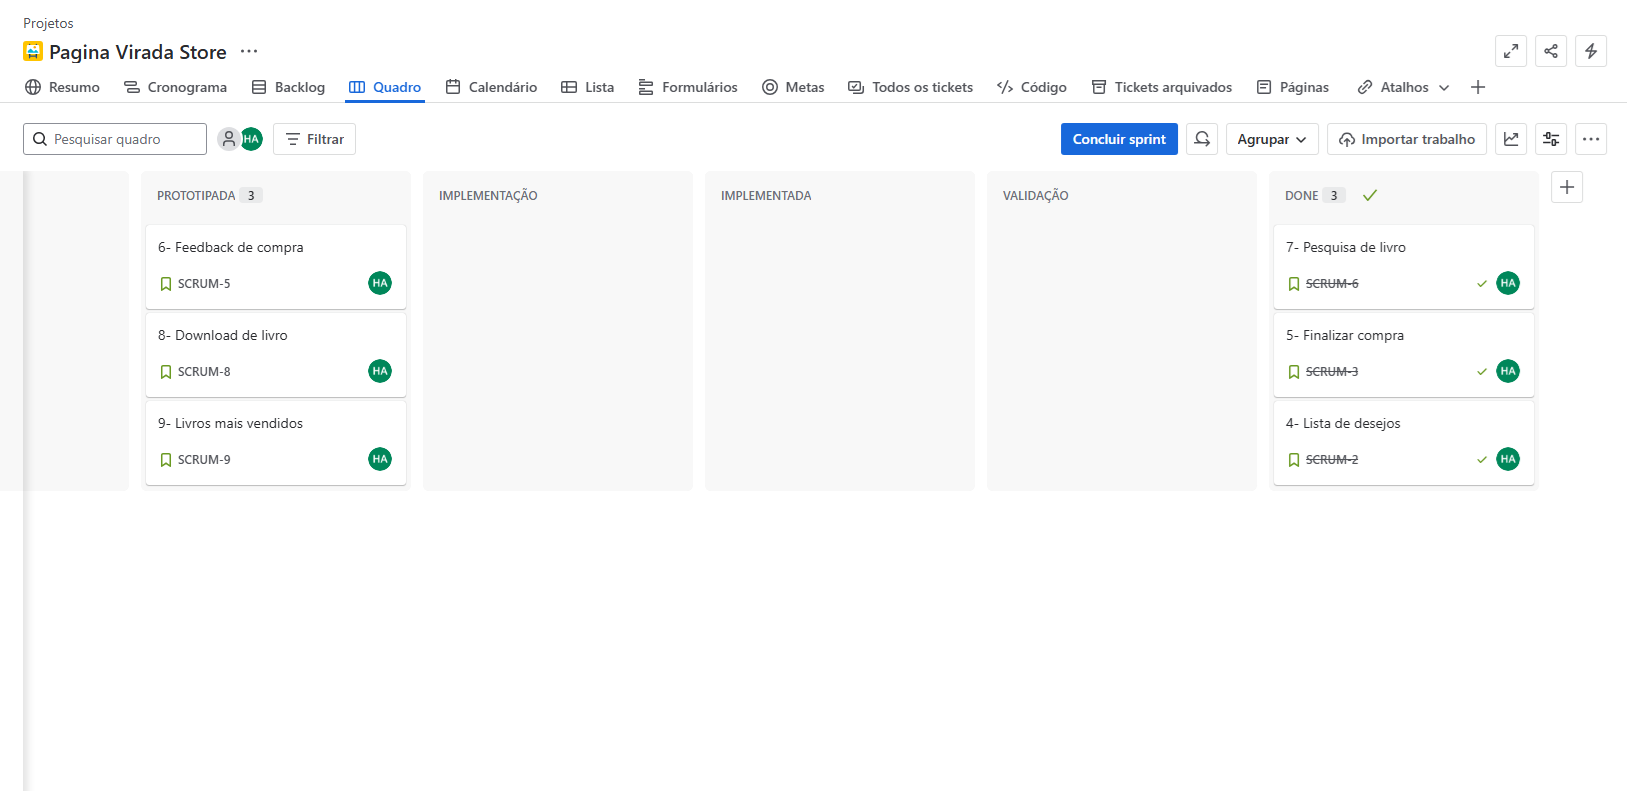 Projetos
Pagina Virada Store
Resumo Cronograma Backlog Quadro Calendário Lista Formulários Metas Todos os tickets Código Tickets arquivados Páginas Atalhos
Pesquisar quadro HA Filtrar Concluir sprint Agrupar Importar trabalho
PROTOTIPADA 3
6- Feedback de compra
SCRUM-5 HA
8- Download de livro
SCRUM-8 HA
9- Livros mais vendidos
SCRUM-9 HA
IMPLEMENTAÇÃO
IMPLEMENTADA
VALIDAÇÃO
DONE 3
7- Pesquisa de livro
SCRUM-6 HA
5- Finalizar compra
SCRUM-3 HA
4- Lista de desejos
SCRUM-2 HA